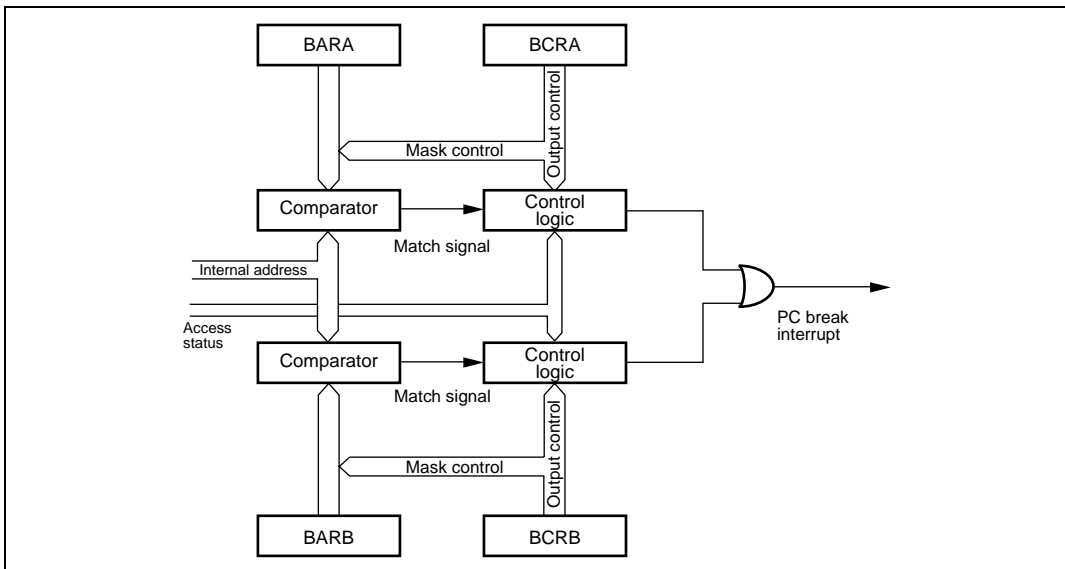 BARA
BCRA
Output control
Mask control
Comparator
Control
logic
Match signal
Internal address
Access
status
PC break
interrupt
Comparator
Control
logic
Match signal
Mask control
Output control
BARB
BCRB